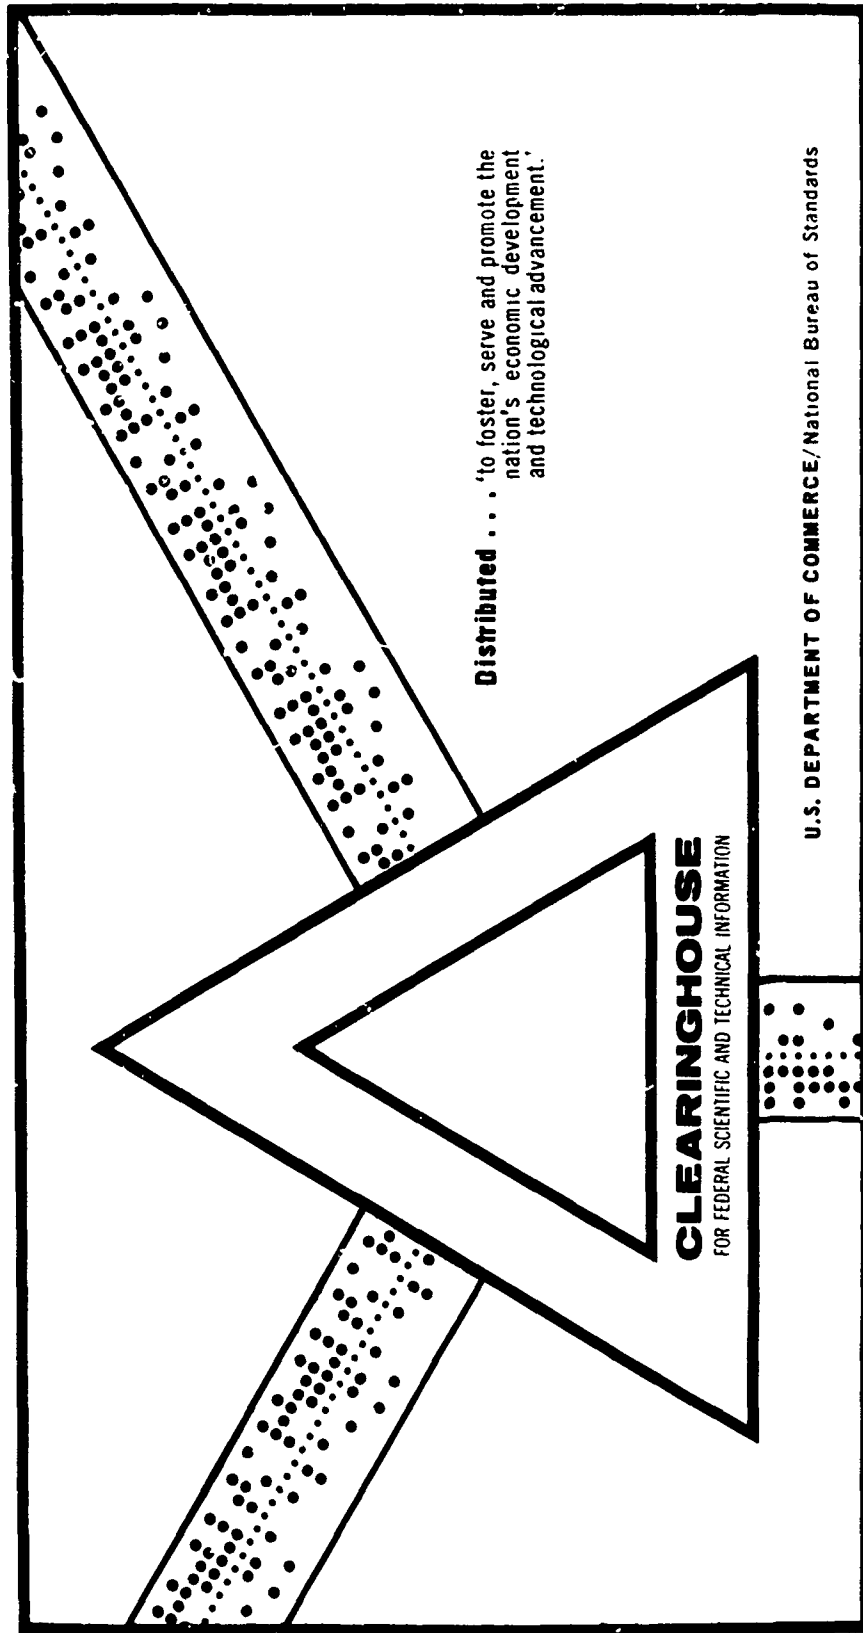 Distributed . . . 'to foster, serve and promote the
nation's economic development
and technological advancement.'
CLEARINGHOUSE
FOR FEDERAL SCIENTIFIC AND TECHNICAL INFORMATION
U.S. DEPARTMENT OF COMMERCE/National Bureau of Standards